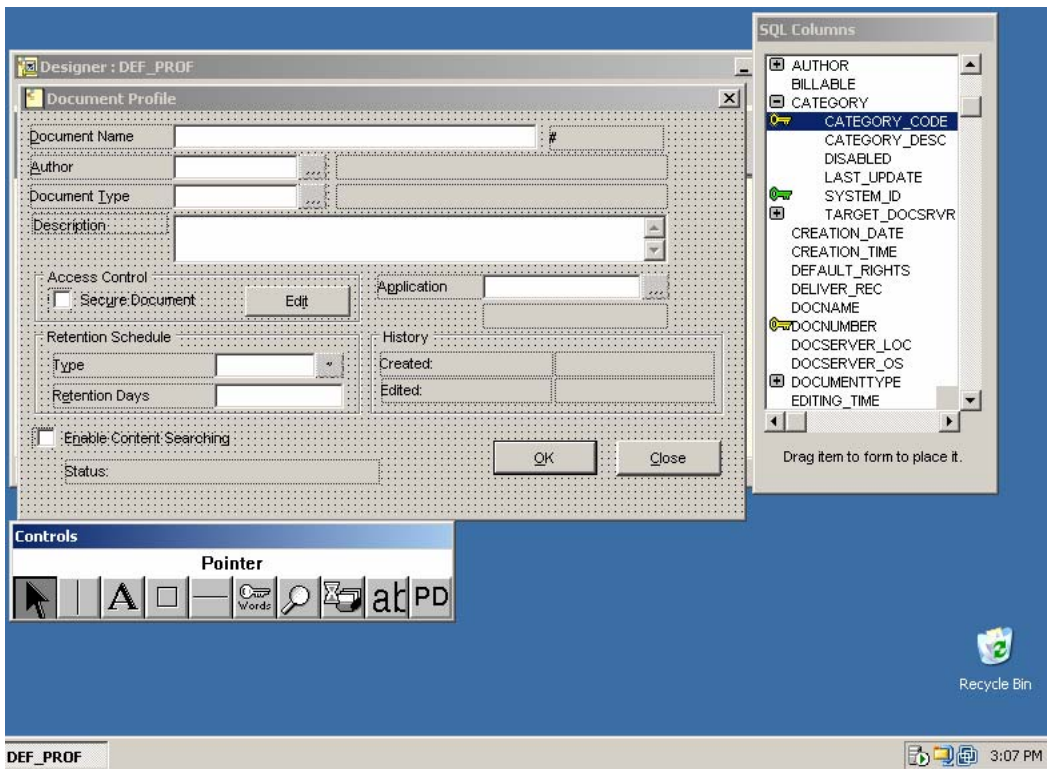 SQL Columns
Designer : DEF_PROF
Document Profile
Document Name
#
Author
...
Document Type
...
Description
Access Control
Secure Document
Edit
Application
...
Retention Schedule
Type
Retention Days
History
Created:
Edited:
Enable Content Searching
Status:
OK
Close
AUTHOR
BILLABLE
CATEGORY
CATEGORY_CODE
CATEGORY_DESC
DISABLED
LAST_UPDATE
SYSTEM_ID
TARGET_DOCSRVR
CREATION_DATE
CREATION_TIME
DEFAULT_RIGHTS
DELIVER_REC
DOCNAME
DOCNUMBER
DOCSERVER_LOC
DOCSERVER_OS
DOCUMENTTYPE
EDITING_TIME
Drag item to form to place it.
Controls
Pointer
A
Words
ab
PD
Recycle Bin
DEF_PROF
3:07 PM